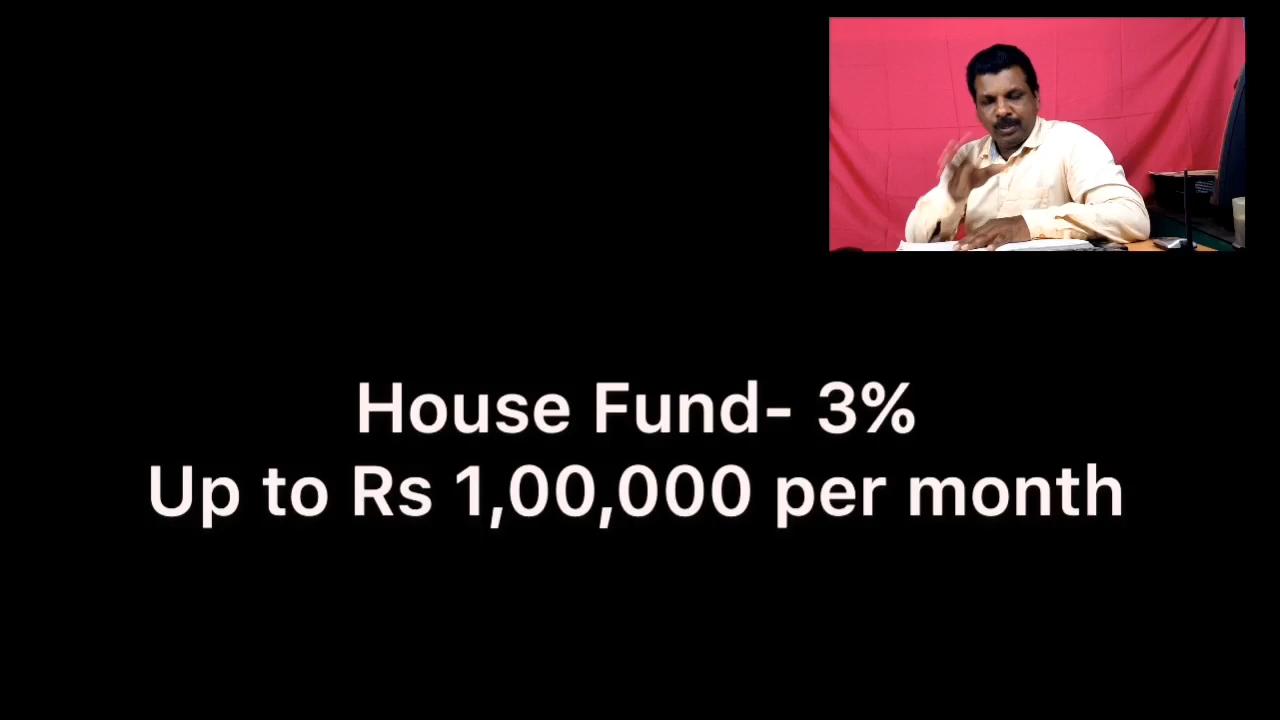 House Fund- 3%
Up to Rs 1,00,000 per month